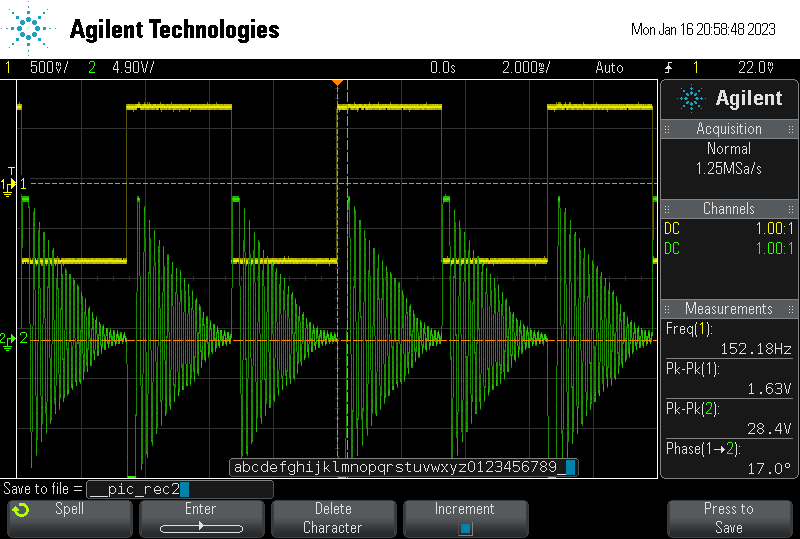 Agilent Technologies
Mon Jan 16 20:58:48 2023
1 500mV/ 2 4.90V/ 0.0s 2.000ms/ Auto 1 22.0mV
Agilent
Acquisition
Normal
1.25MSa/s
Channels
DC 1.00:1
DC 1.00:1
Measurements
Freq(1):
152.18Hz
Pk-Pk(1):
1.63V
Pk-Pk(2):
28.4V
Phase(1→2):
17.0°
T
1 1
2 2
abcdefghijklmnopqrstuvwxyz0123456789_
Save to file = __pic_rec2
Spell
Enter
Delete
Character
Increment
Press to
Save